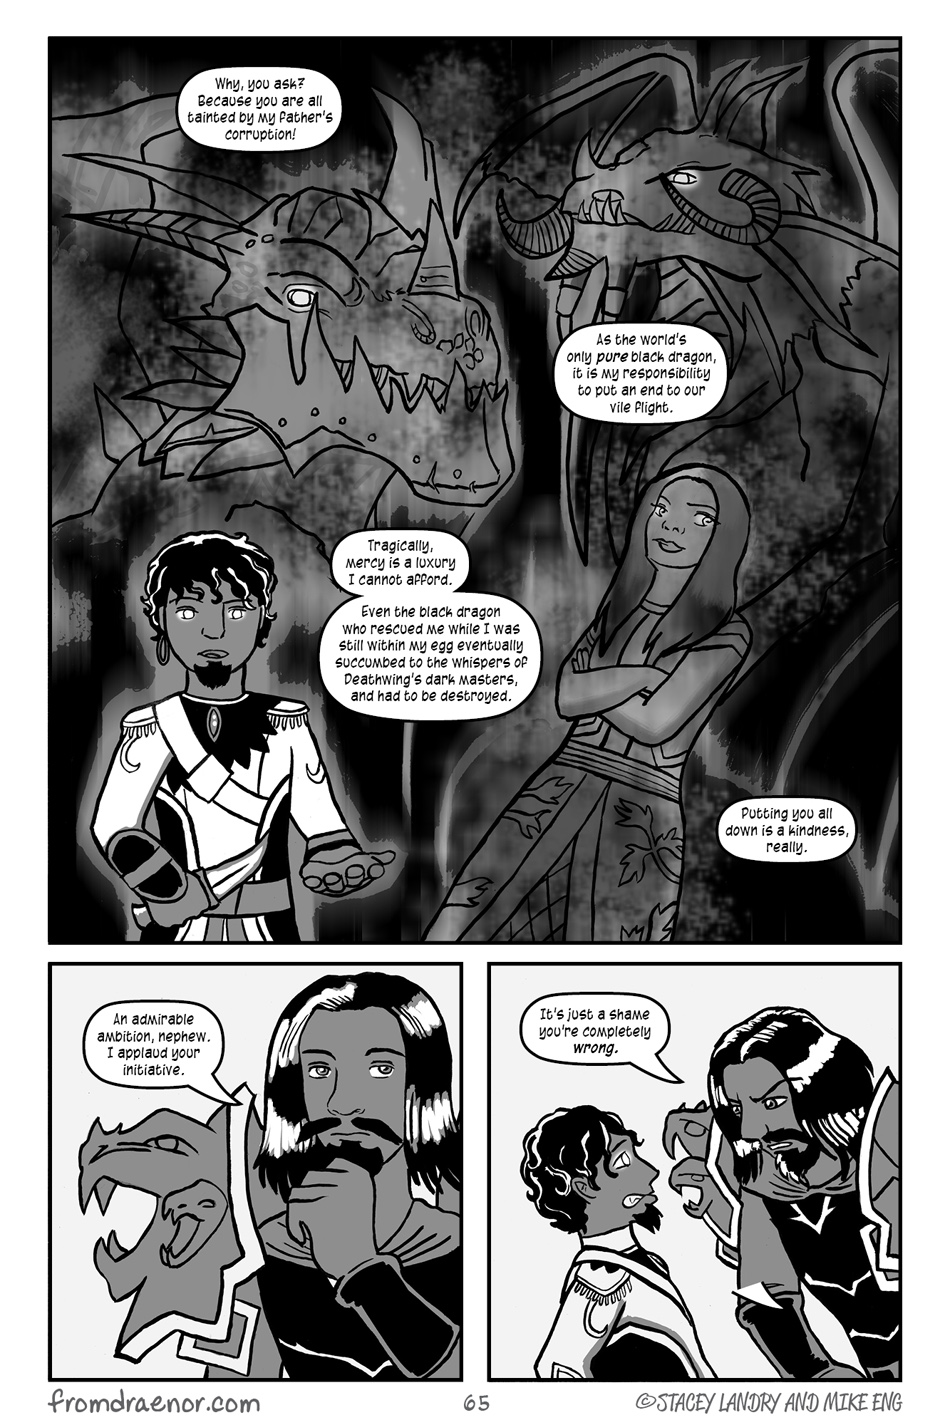 Why, you ask?
Because you are all
tainted by my father's
corruption!
As the world's
only pure black dragon,
it is my responsibility
to put an end to our
vile flight.
Tragically,
mercy is a luxury
I cannot afford.
Even the black dragon
who rescued me while I was
still within my egg eventually
succumbed to the whispers of
Deathwing's dark masters,
and had to be destroyed.
Putting you all
down is a kindness,
really.
An admirable
ambition, nephew.
I applaud your
initiative.
It's just a shame
you're completely
wrong.
fromdraenor.com
65
©STACEY LANDRY AND MIKE ENG